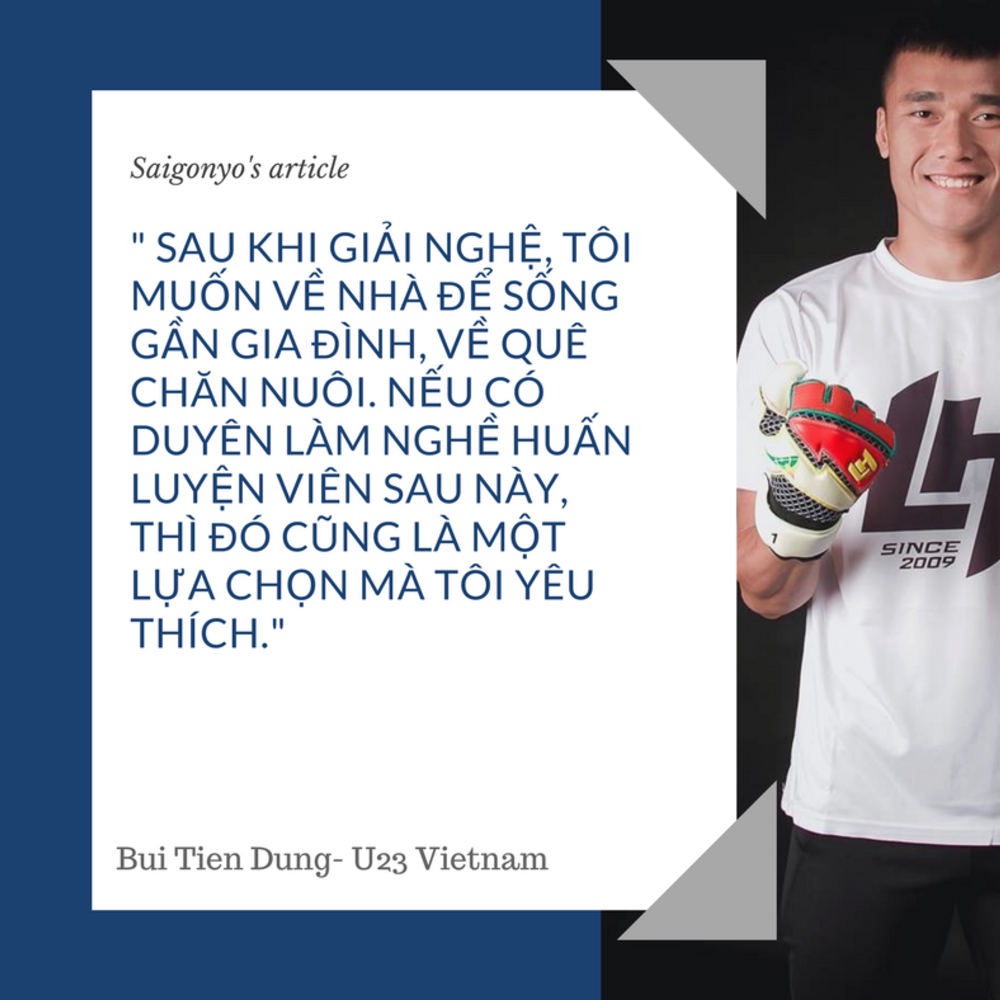 Saigonyo's article
" SAU KHI GIẢI NGHỆ, TÔI
MUỐN VỀ NHÀ ĐỂ SỐNG
GẦN GIA ĐÌNH, VỀ QUÊ
CHĂN NUÔI. NẾU CÓ
DUYÊN LÀM NGHỀ HUẤN
LUYỆN VIÊN SAU NÀY,
THÌ ĐÓ CŨNG LÀ MỘT
LỰA CHỌN MÀ TÔI YÊU
THÍCH."
Bui Tien Dung- U23 Vietnam
SINCE
2009